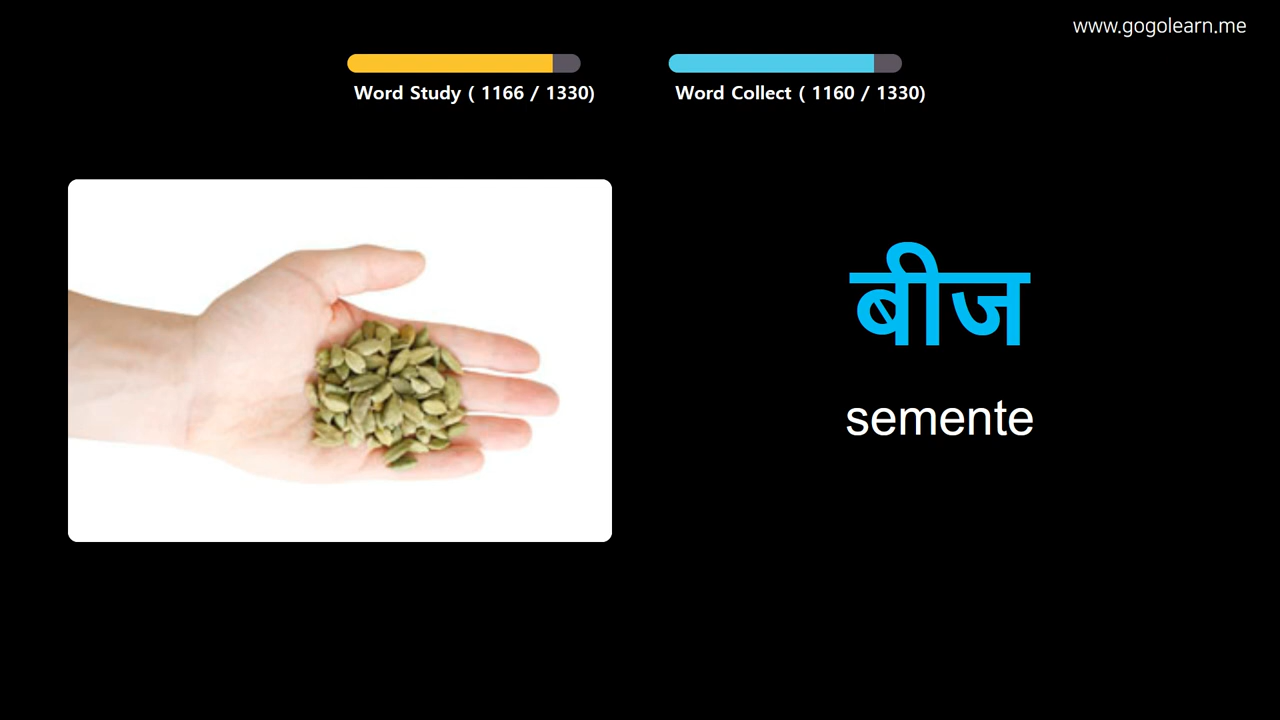 www.gogolearn.me
Word Study ( 1166 / 1330)
Word Collect ( 1160 / 1330)
बीज
semente